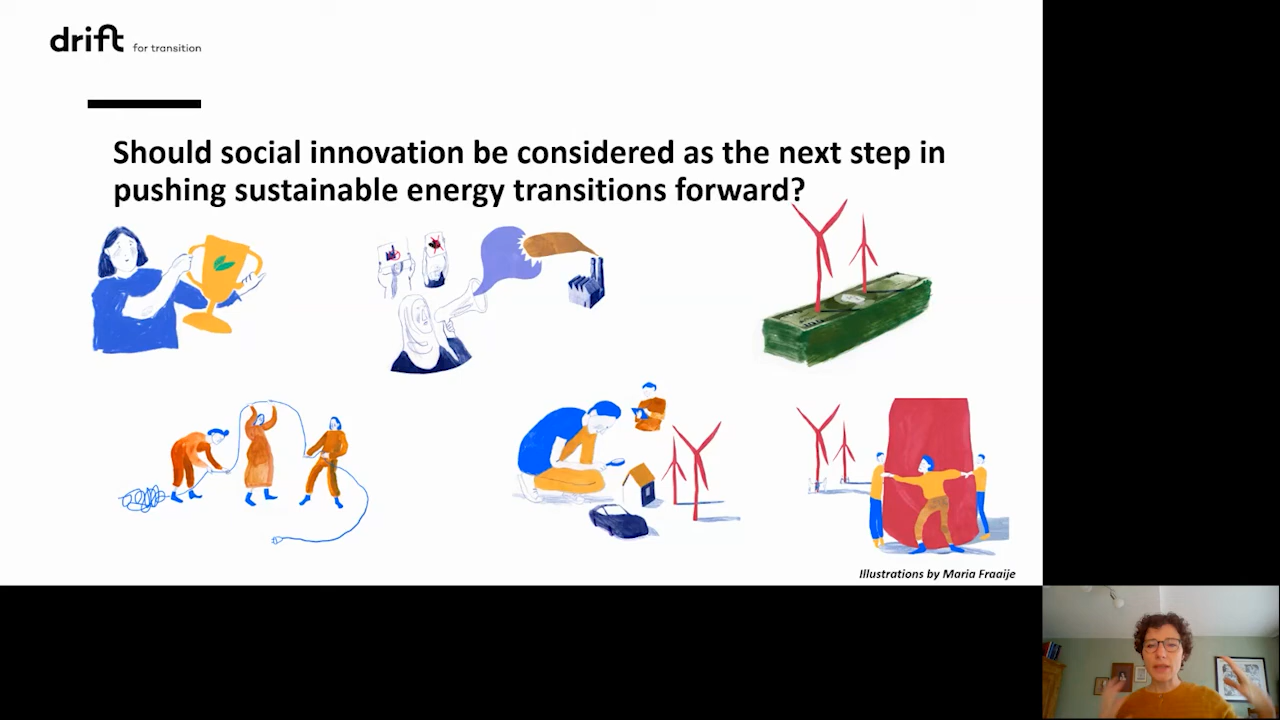 drift for transition
Should social innovation be considered as the next step in
pushing sustainable energy transitions forward?
Illustrations by Maria Fraaije